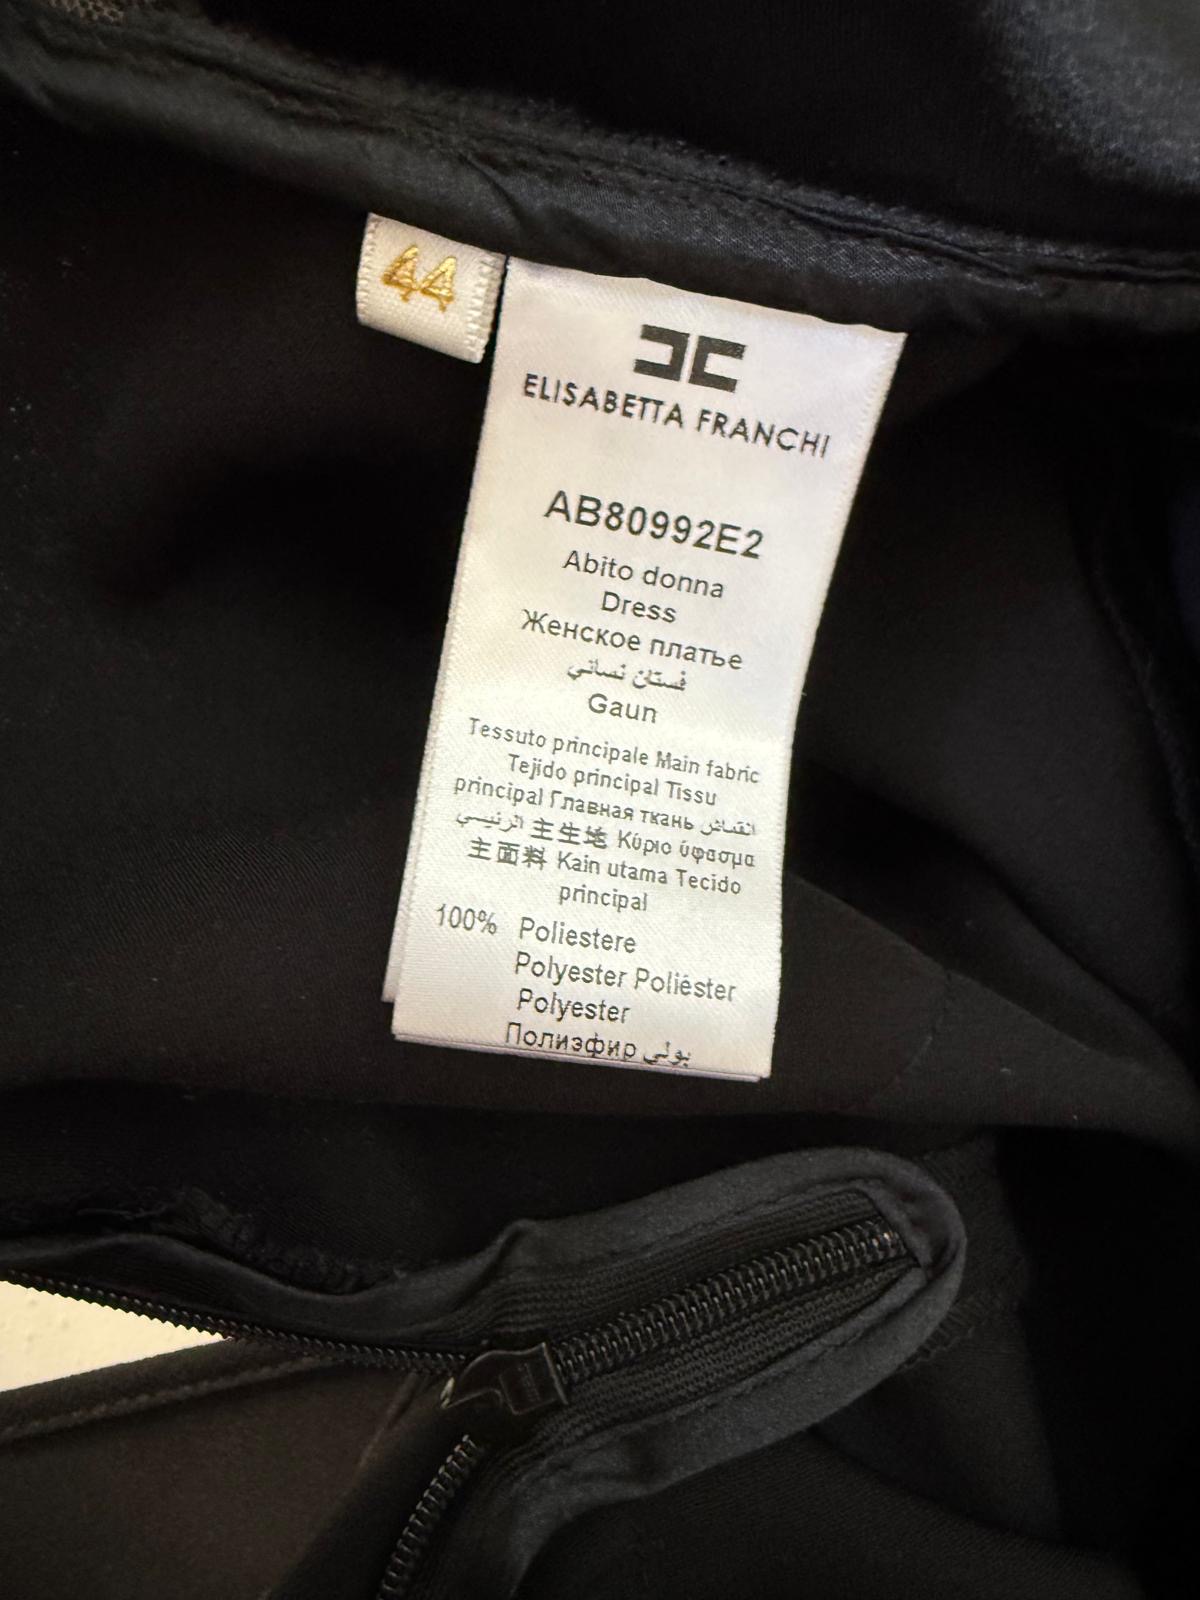 44
ELISABETTA FRANCHI
AB80992E2
Abito donna
Dress
Женское платье
فستان نسائي
Gaun
Tessuto principale Main fabric
Tejido principal Tissu
principal Главная ткань القماش
الرئيسي 主生地 Κύριο ύφασμα
主面料 Kain utama Tecido
principal
100% Poliestere
Polyester Poliéster
Polyester
Полиэфир بولي